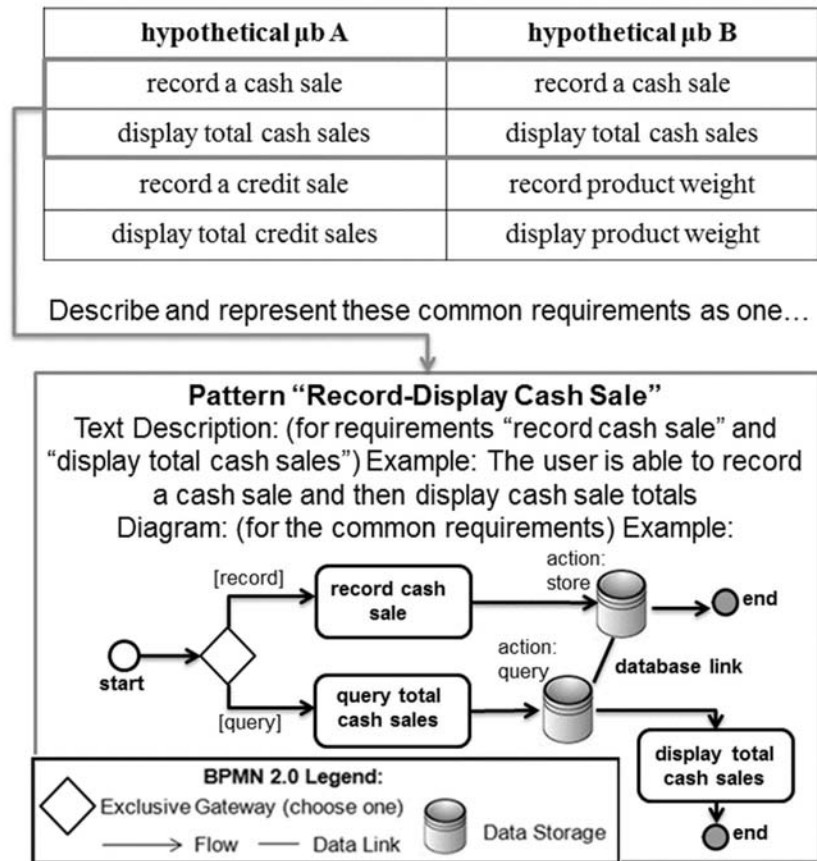 hypothetical µb A hypothetical µb B
record a cash sale record a cash sale
display total cash sales display total cash sales
record a credit sale record product weight
display total credit sales display product weight
Describe and represent these common requirements as one…
Pattern “Record-Display Cash Sale”
Text Description: (for requirements “record cash sale” and
“display total cash sales”) Example: The user is able to record
a cash sale and then display cash sale totals
Diagram: (for the common requirements) Example:
[record]
record cash
sale
action:
store
end
start
action:
query
database link
[query]
query total
cash sales
display total
cash sales
end
BPMN 2.0 Legend:
Exclusive Gateway (choose one)
Flow
Data Link
Data Storage